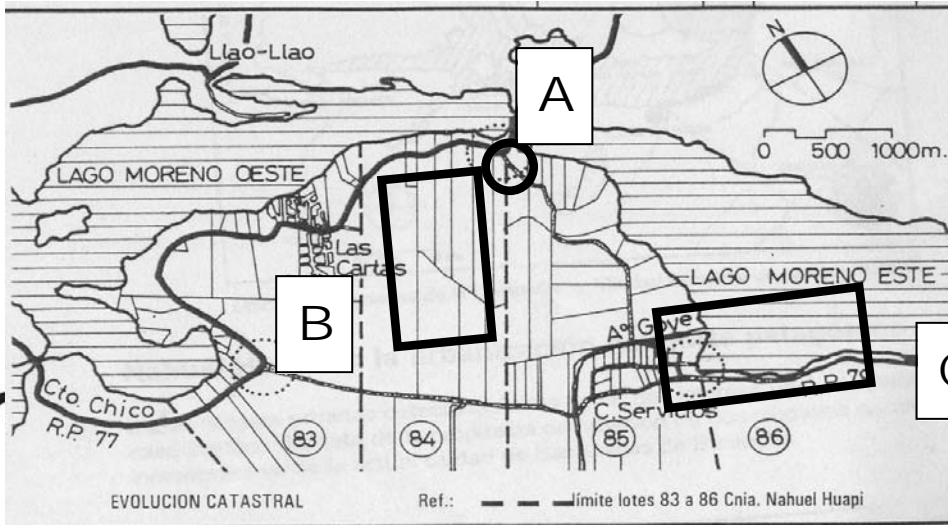 Llao-Llao
A
N
0 500 1000m.
LAGO MORENO OESTE
Las
Cartas
LAGO MORENO ESTE
B
Aº Goye
R.P. 79
C
Cto. Chico
R.P. 77
C. Servicios
83
84
85
86
EVOLUCION CATASTRAL
Ref.:
límite lotes 83 a 86 Cnia. Nahuel Huapi